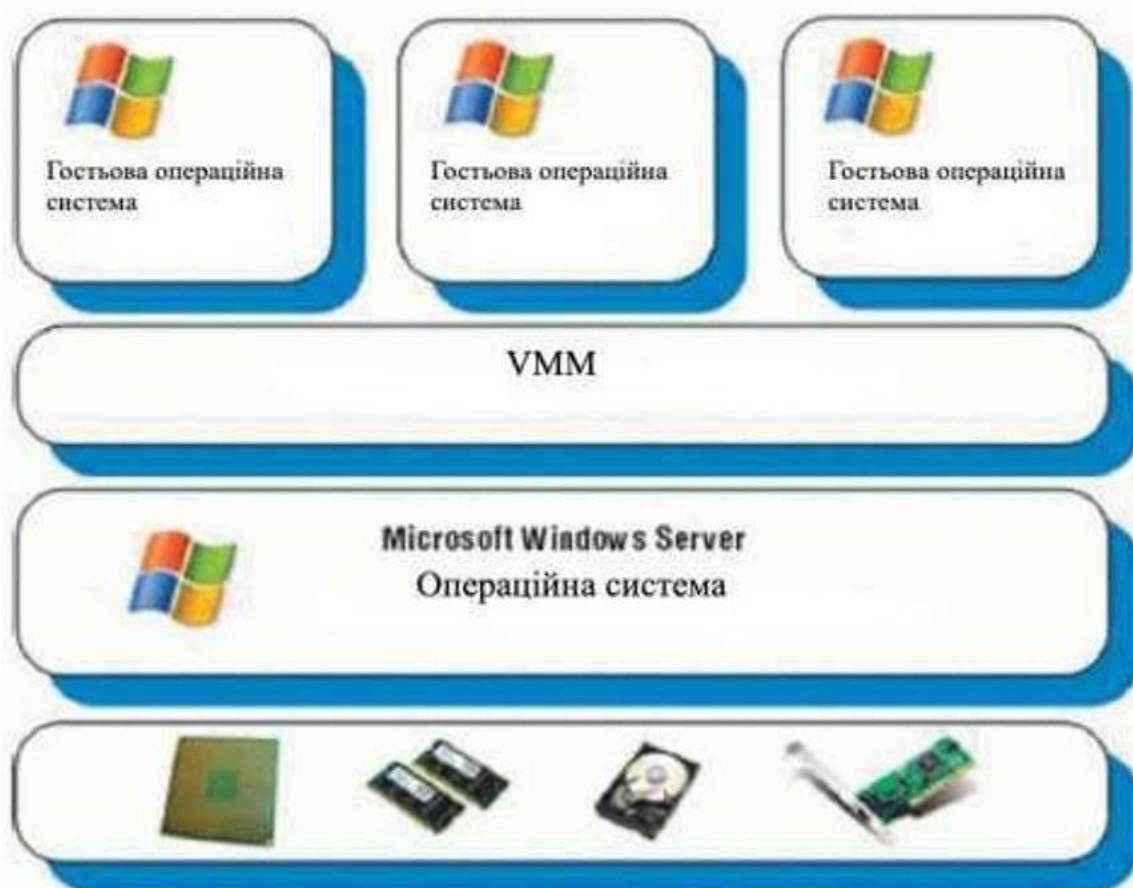 Гостьова операційна
система
Гостьова операційна
система
Гостьова операційна
система
VMM
Microsoft Windows Server
Операційна система